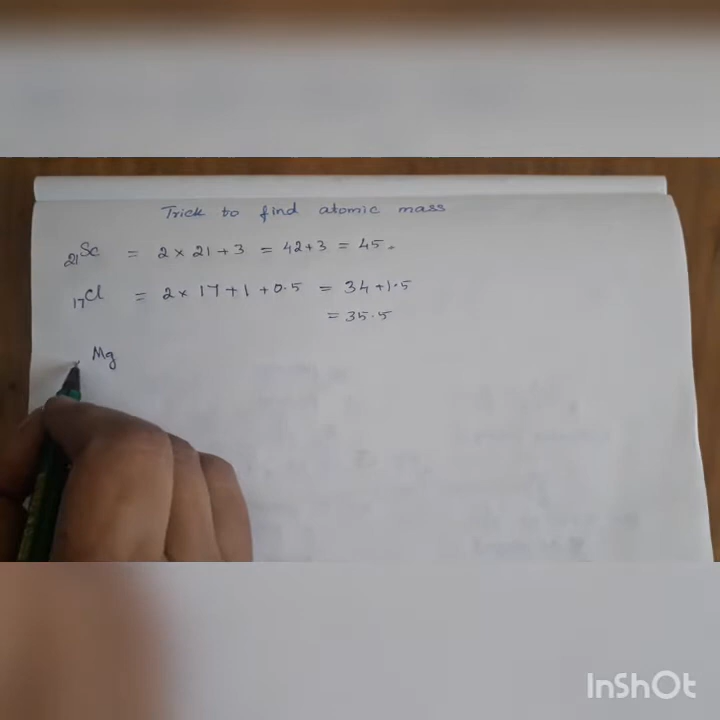 Trick to find atomic mass
21Sc = 2 × 21 + 3 = 42 + 3 = 45.
17Cl = 2 × 17 + 1 + 0.5 = 34 + 1.5
= 35.5
Mg
InShOt